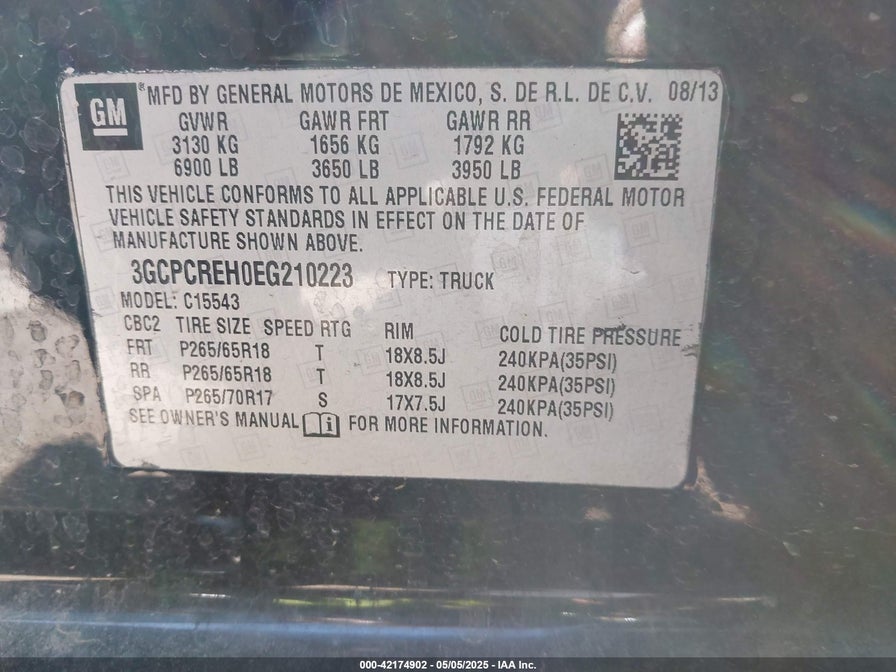 GM ® MFD BY GENERAL MOTORS DE MEXICO, S. DE R.L. DE C.V. 08/13
GVWR GAWR FRT GAWR RR
3130 KG 1656 KG 1792 KG
6900 LB 3650 LB 3950 LB
THIS VEHICLE CONFORMS TO ALL APPLICABLE U.S. FEDERAL MOTOR
VEHICLE SAFETY STANDARDS IN EFFECT ON THE DATE OF
MANUFACTURE SHOWN ABOVE.
3GCPCREH0EG210223 TYPE: TRUCK
MODEL: C15543
CBC2 TIRE SIZE SPEED RTG RIM COLD TIRE PRESSURE
FRT P265/65R18 T 18X8.5J 240KPA(35PSI)
RR P265/65R18 T 18X8.5J 240KPA(35PSI)
SPA P265/70R17 S 17X7.5J 240KPA(35PSI)
SEE OWNER'S MANUAL i FOR MORE INFORMATION.
000-42174902 - 05/05/2025 - IAA Inc.